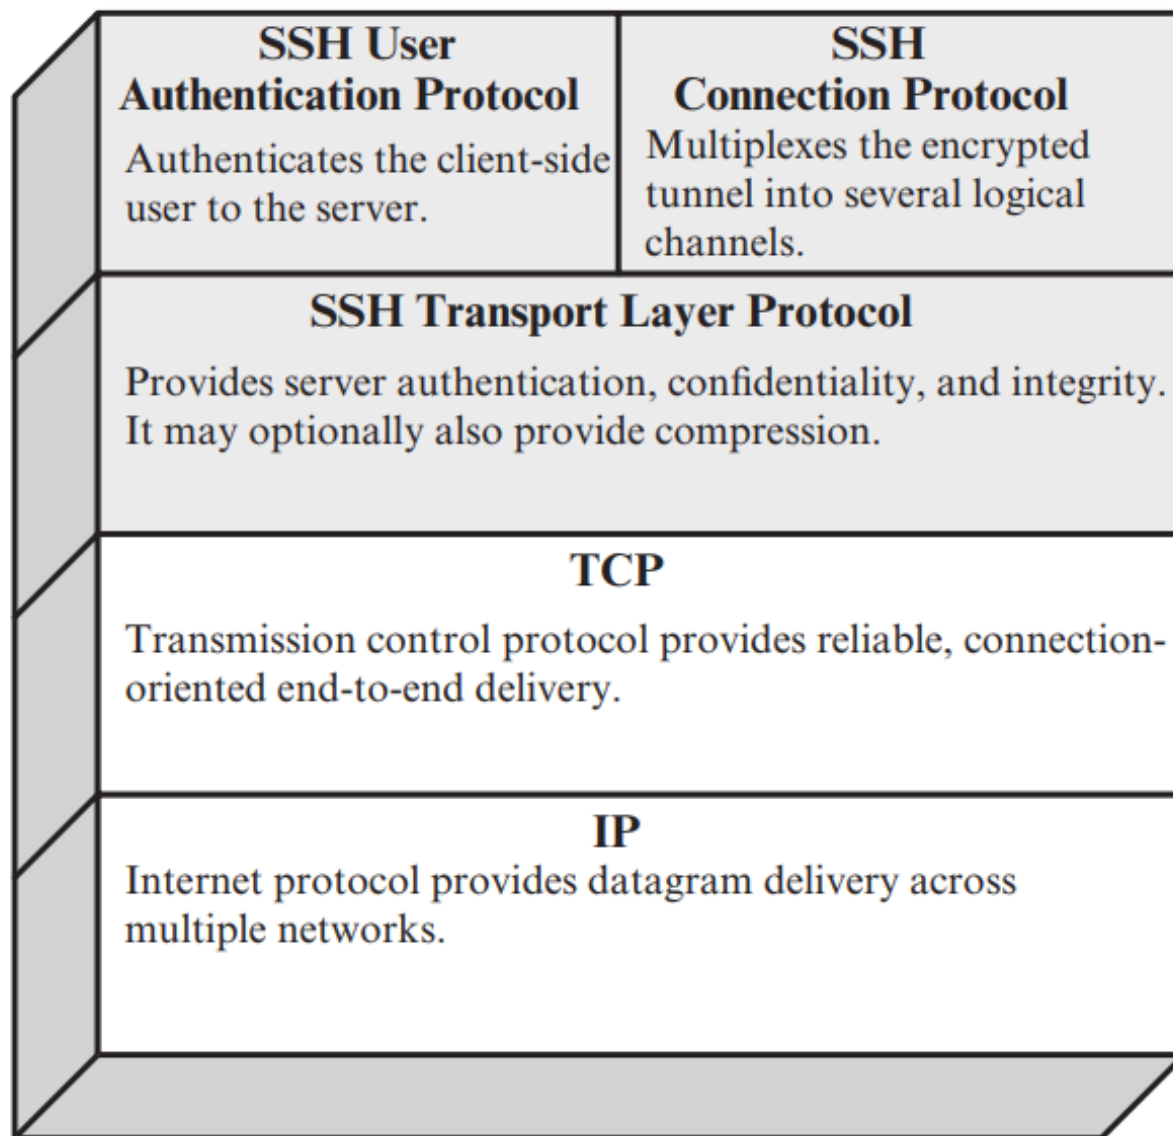 SSH User
Authentication Protocol
Authenticates the client-side
user to the server.
SSH
Connection Protocol
Multiplexes the encrypted
tunnel into several logical
channels.
SSH Transport Layer Protocol
Provides server authentication, confidentiality, and integrity.
It may optionally also provide compression.
TCP
Transmission control protocol provides reliable, connection-
oriented end-to-end delivery.
IP
Internet protocol provides datagram delivery across
multiple networks.